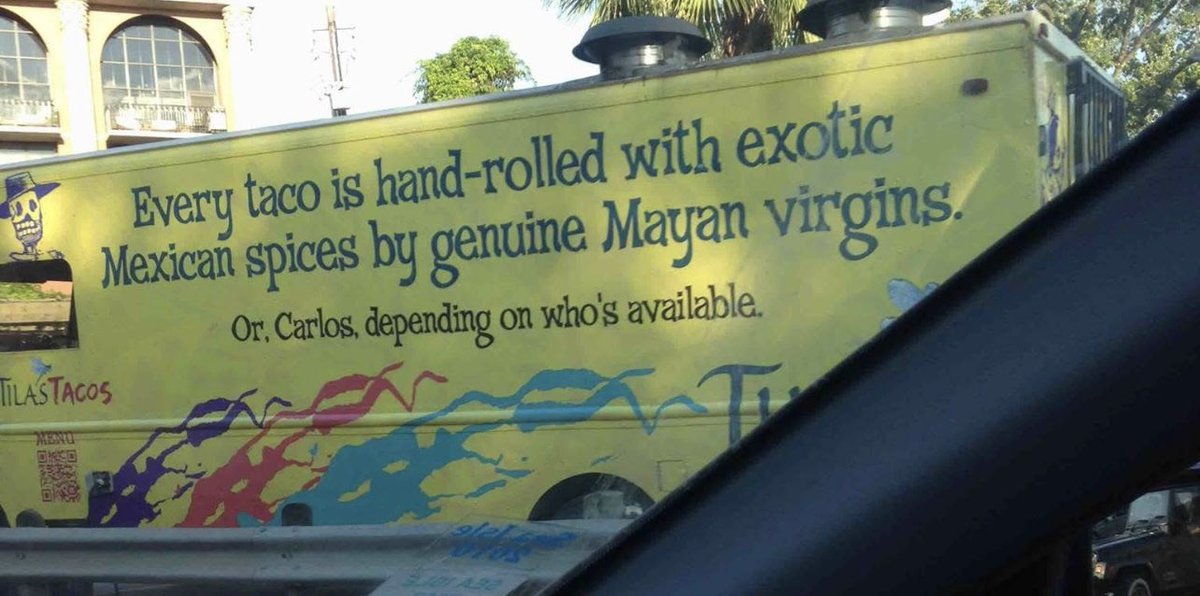 Every taco is hand-rolled with exotic
Mexican spices by genuine Mayan virgins.
Or, Carlos, depending on who's available.
TILA'S TACOS
MENU